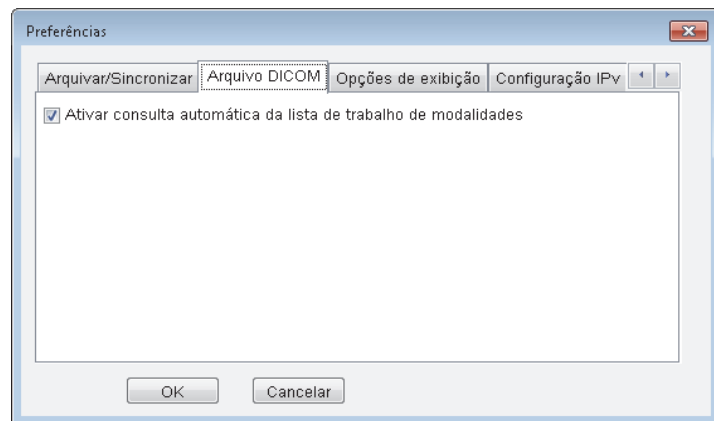 Preferências
Arquivar/Sincronizar Arquivo DICOM Opções de exibição Configuração IPv
Ativar consulta automática da lista de trabalho de modalidades
OK Cancelar